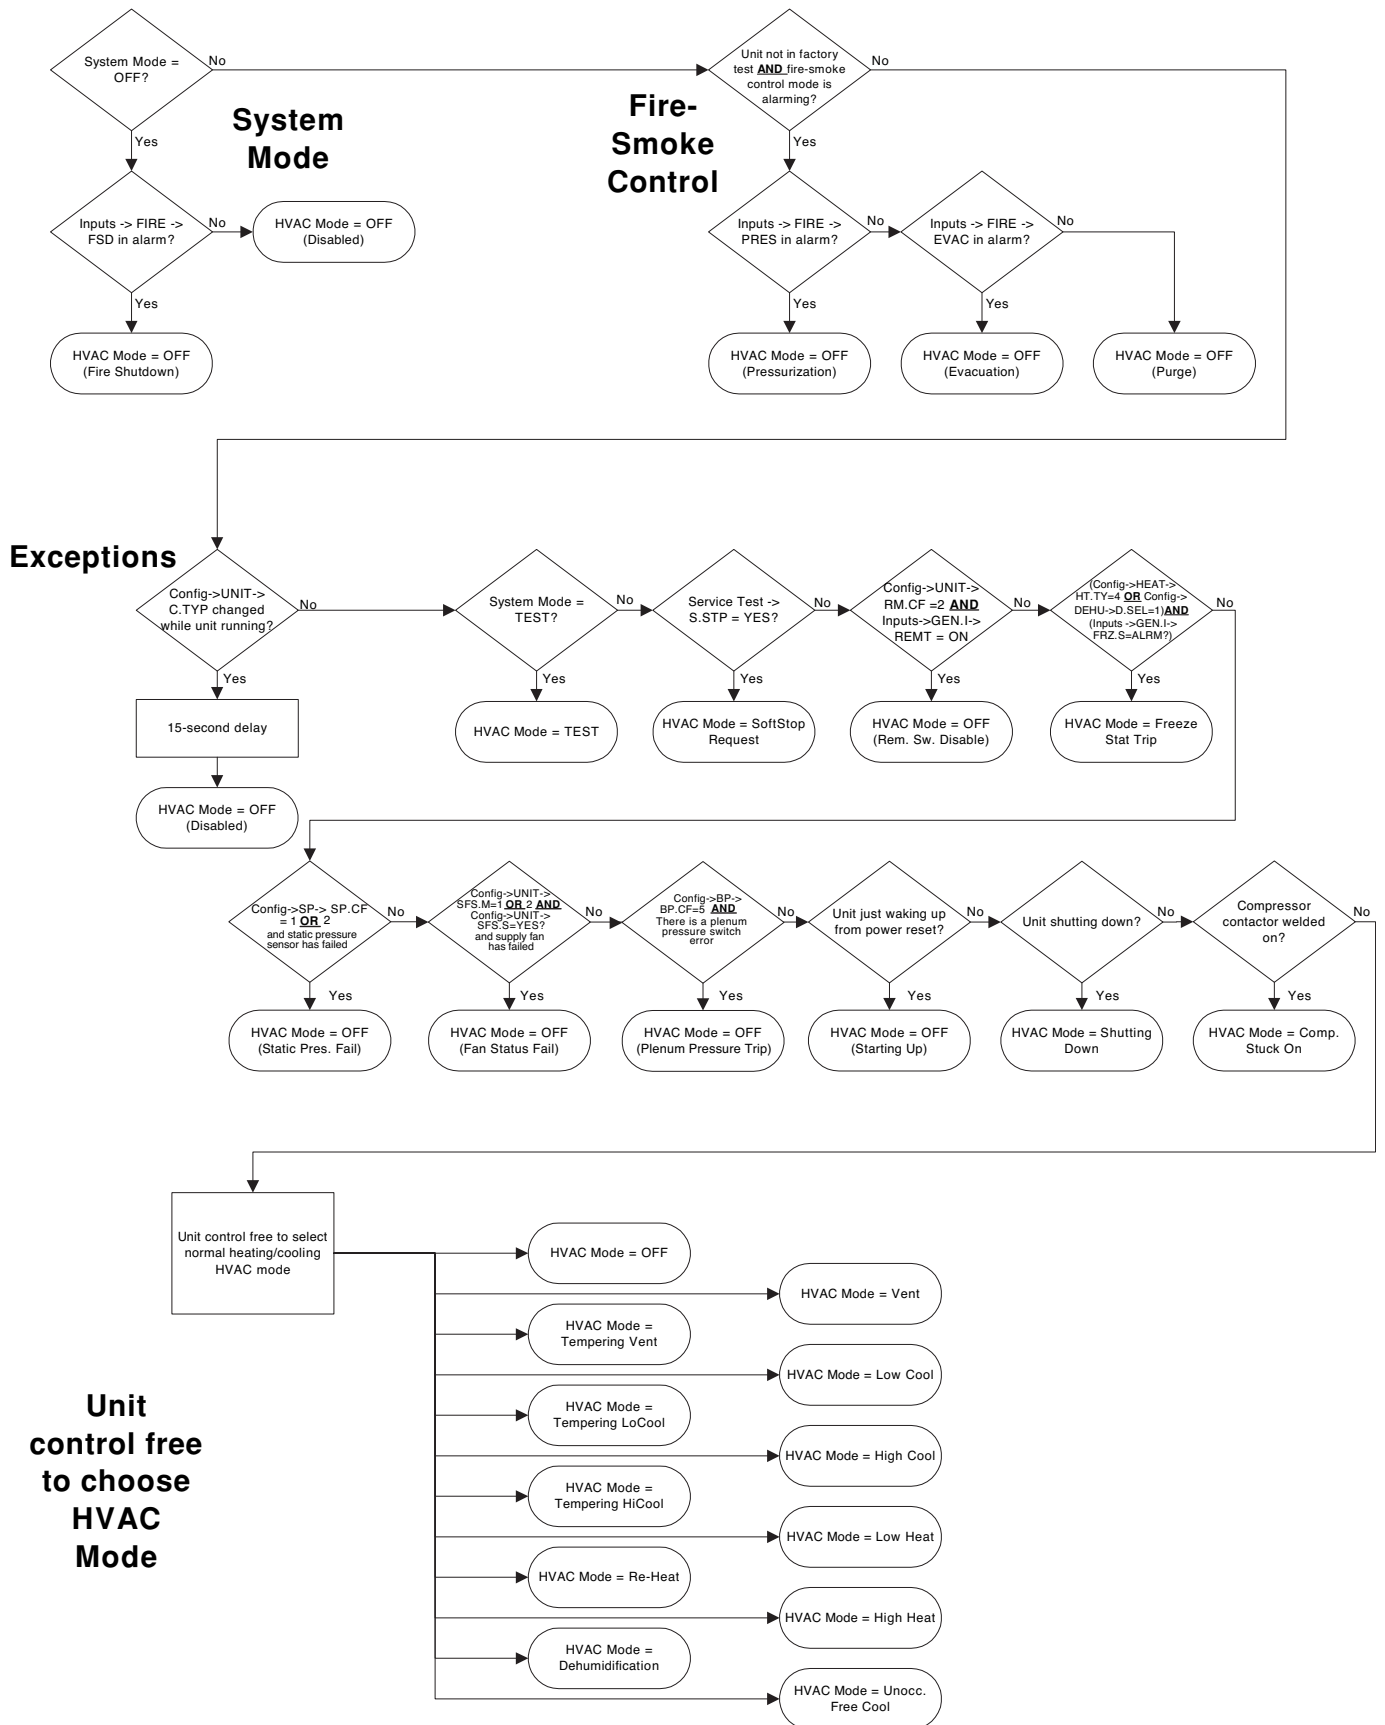 System Mode =
OFF?
No
Yes
System
Mode
Inputs -> FIRE ->
FSD in alarm?
No
HVAC Mode = OFF
(Disabled)
Yes
HVAC Mode = OFF
(Fire Shutdown)
Unit not in factory
test AND fire-smoke
control mode is
alarming?
No
Yes
Fire-
Smoke
Control
Inputs -> FIRE ->
PRES in alarm?
No
Inputs -> FIRE ->
EVAC in alarm?
No
Yes
Yes
HVAC Mode = OFF
(Pressurization)
HVAC Mode = OFF
(Evacuation)
HVAC Mode = OFF
(Purge)
Exceptions
Config->UNIT->
C.TYP changed
while unit running?
No
Yes
15-second delay
HVAC Mode = OFF
(Disabled)
System Mode =
TEST?
No
Yes
HVAC Mode = TEST
Service Test ->
S.STP = YES?
No
Yes
HVAC Mode = SoftStop
Request
Config->UNIT->
RM.CF =2 AND
Inputs->GEN.I->
REMT = ON
No
Yes
HVAC Mode = OFF
(Rem. Sw. Disable)
(Config->HEAT->
HT.TY=4 OR Config->
DEHU->D.SEL=1)AND
(Inputs ->GEN.I->
FRZ.S=ALRM?)
No
Yes
HVAC Mode = Freeze
Stat Trip
Config->SP-> SP.CF
= 1 OR 2
and static pressure
sensor has failed
No
Yes
HVAC Mode = OFF
(Static Pres. Fail)
Config->UNIT->
SFS.M=1 OR 2 AND
Config->UNIT->
SFS.S=YES?
and supply fan
has failed
No
Yes
HVAC Mode = OFF
(Fan Status Fail)
Config->BP->
BP.CF=5 AND
There is a plenum
pressure switch
error
No
Yes
HVAC Mode = OFF
(Plenum Pressure Trip)
Unit just waking up
from power reset?
No
Yes
HVAC Mode = OFF
(Starting Up)
Unit shutting down?
No
Yes
HVAC Mode = Shutting
Down
Compressor
contactor welded
on?
No
Yes
HVAC Mode = Comp.
Stuck On
Unit control free to select
normal heating/cooling
HVAC mode
Unit
control free
to choose
HVAC
Mode
HVAC Mode = OFF
HVAC Mode = Vent
HVAC Mode =
Tempering Vent
HVAC Mode = Low Cool
HVAC Mode =
Tempering LoCool
HVAC Mode = High Cool
HVAC Mode =
Tempering HiCool
HVAC Mode = Low Heat
HVAC Mode = Re-Heat
HVAC Mode = High Heat
HVAC Mode =
Dehumidification
HVAC Mode = Unocc.
Free Cool